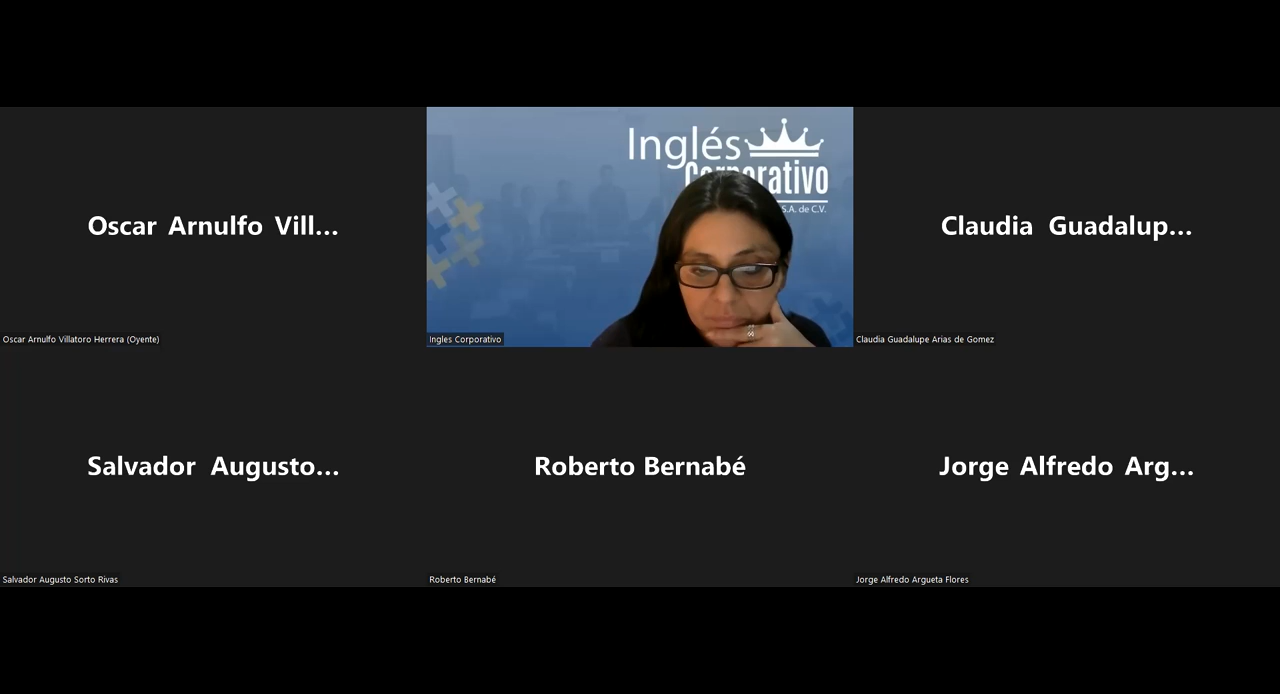 Inglés
Corporativo
S.A. de C.V.
Oscar Arnulfo Vill...
Claudia Guadalup...
Oscar Arnulfo Villatoro Herrera (Oyente)
Ingles Corporativo
Claudia Guadalupe Arias de Gomez
Salvador Augusto...
Roberto Bernabé
Jorge Alfredo Arg...
Salvador Augusto Sorto Rivas
Roberto Bernabé
Jorge Alfredo Argueta Flores